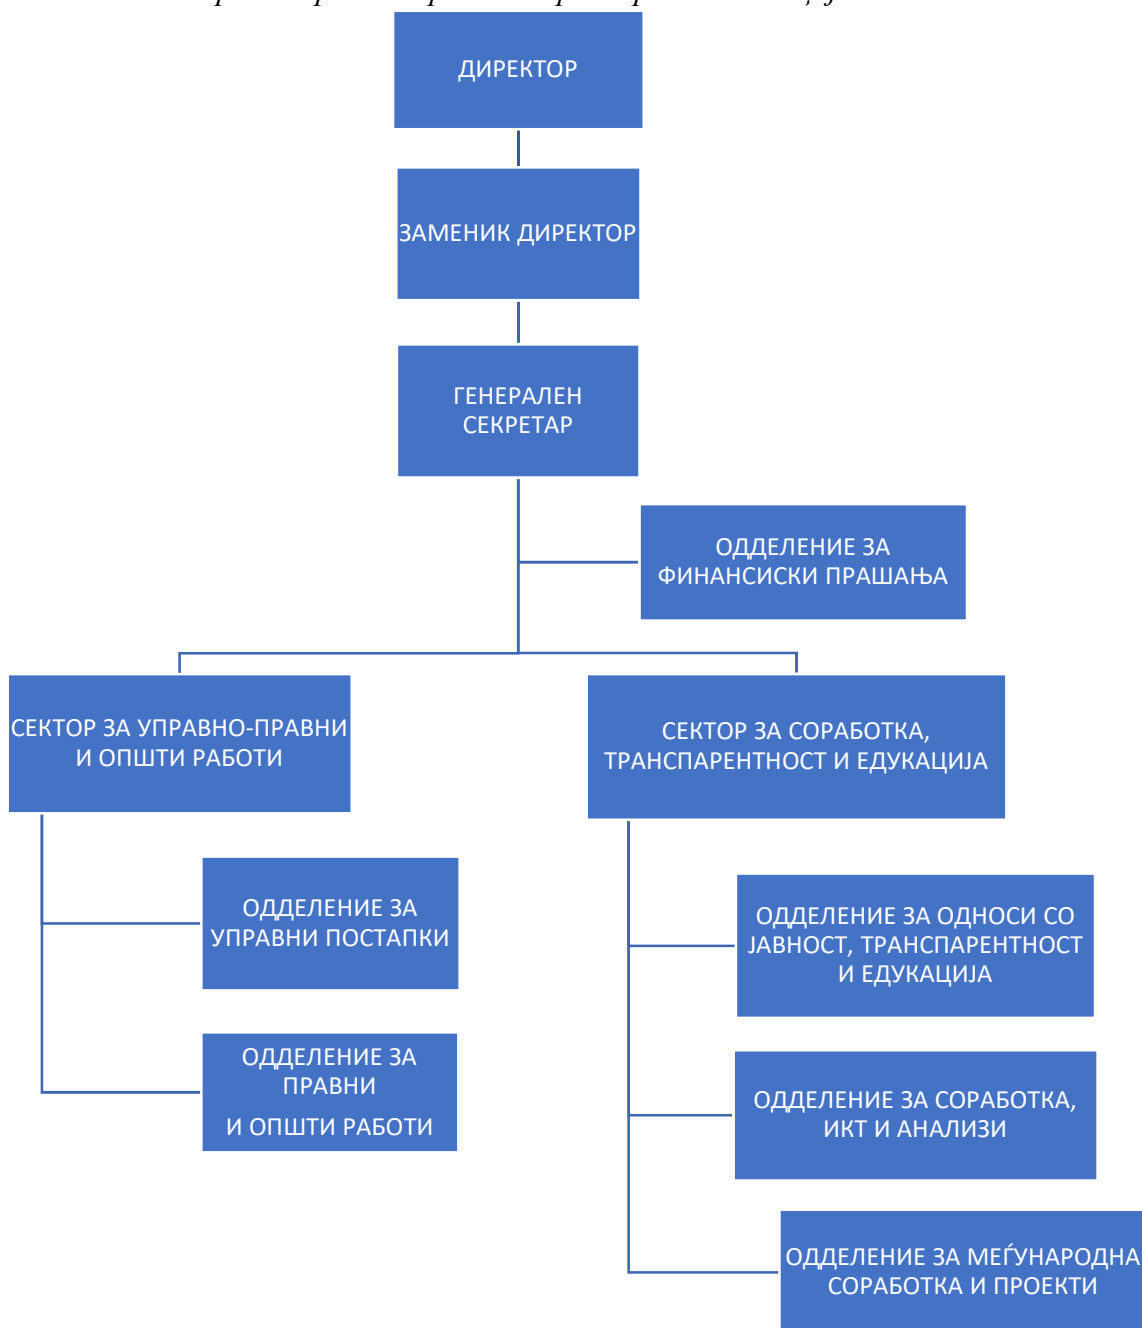 ДИРЕКТОР
ЗАМЕНИК ДИРЕКТОР
ГЕНЕРАЛЕН
СЕКРЕТАР
ОДДЕЛЕНИЕ ЗА
ФИНАНСИСКИ ПРАШАЊА
СЕКТОР ЗА УПРАВНО-ПРАВНИ
И ОПШТИ РАБОТИ
СЕКТОР ЗА СОРАБОТКА,
ТРАНСПАРЕНТНОСТ И ЕДУКАЦИЈА
ОДДЕЛЕНИЕ ЗА
УПРАВНИ ПОСТАПКИ
ОДДЕЛЕНИЕ ЗА
ПРАВНИ
И ОПШТИ РАБОТИ
ОДДЕЛЕНИЕ ЗА ОДНОСИ СО
ЈАВНОСТ, ТРАНСПАРЕНТНОСТ
И ЕДУКАЦИЈА
ОДДЕЛЕНИЕ ЗА СОРАБОТКА,
ИКТ И АНАЛИЗИ
ОДДЕЛЕНИЕ ЗА МЕЃУНАРОДНА
СОРАБОТКА И ПРОЕКТИ